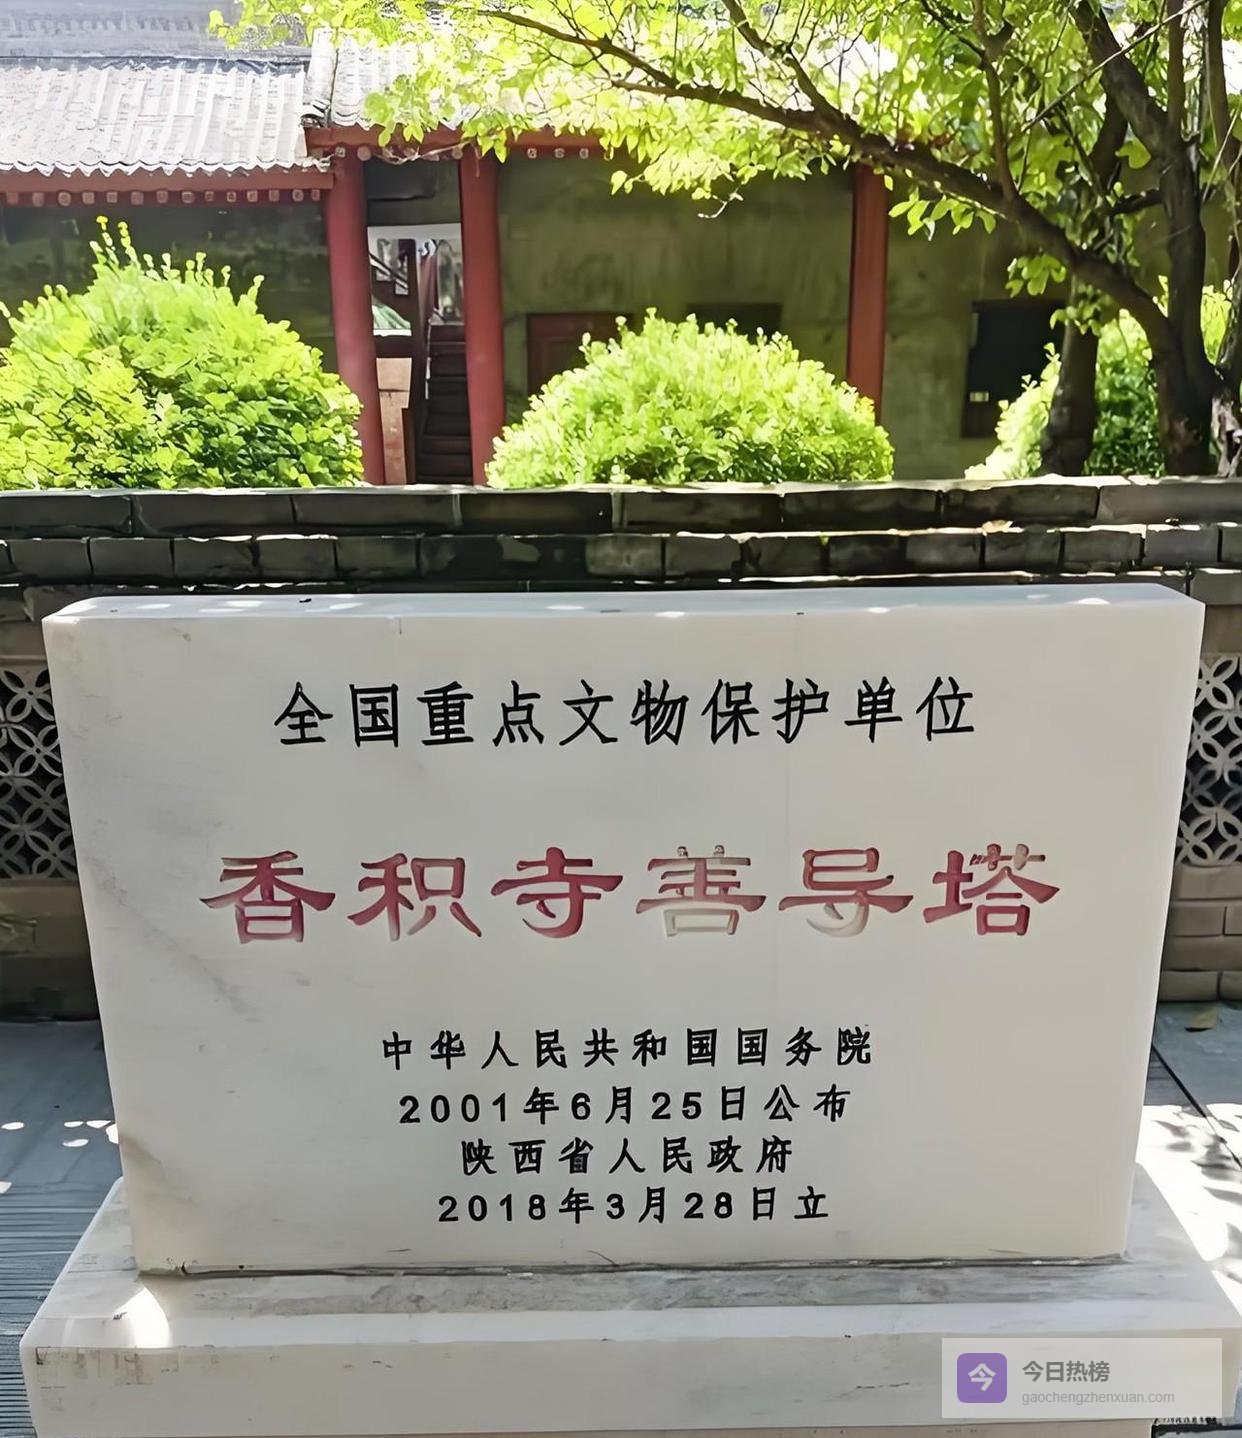 全国重点文物保护单位
香积寺善导塔
中华人民共和国国务院
2001年6月25日公布
陕西省人民政府
2018年3月28日立
今
今日热榜
gaochengzhenxuan.com